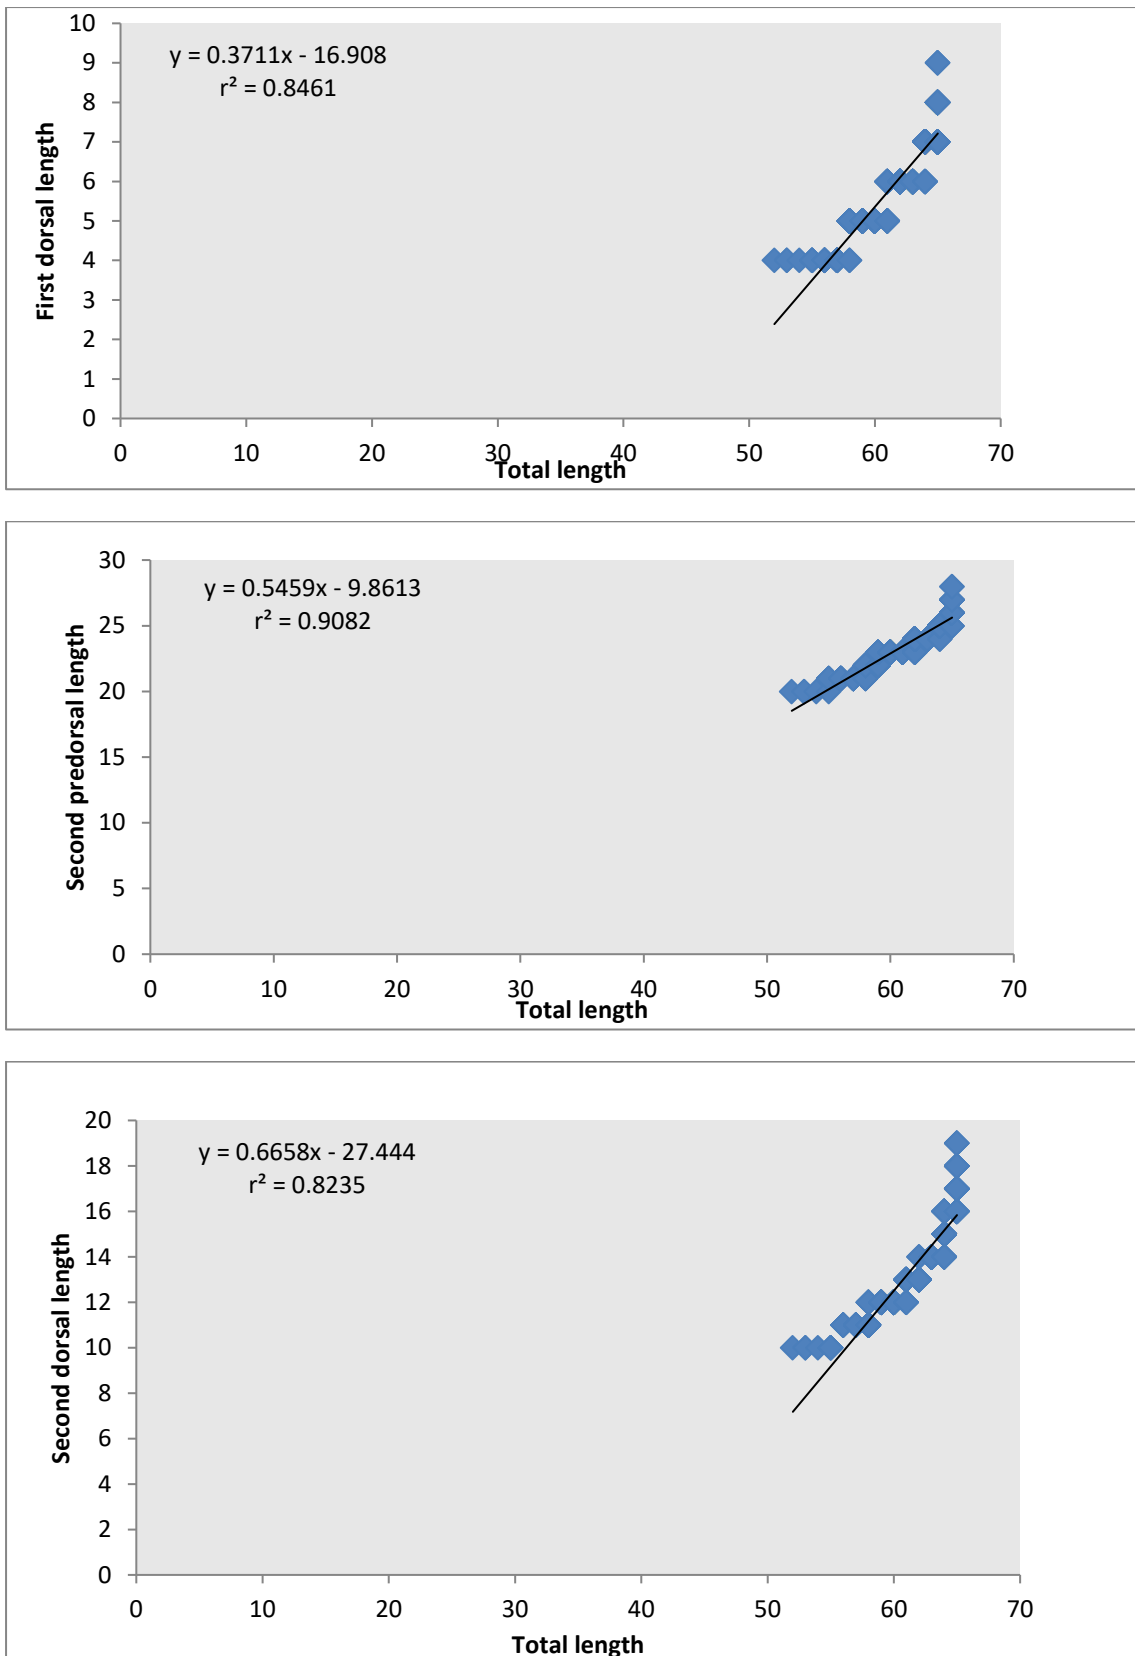 y = 0.3711x - 16.908
r² = 0.8461
First dorsal length
10
9
8
7
6
5
4
3
2
1
0
0 10 20 30 40 50 60 70
Total length
y = 0.5459x - 9.8613
r² = 0.9082
Second predorsal length
30
25
20
15
10
5
0
0 10 20 30 40 50 60 70
Total length
y = 0.6658x - 27.444
r² = 0.8235
Second dorsal length
20
18
16
14
12
10
8
6
4
2
0
0 10 20 30 40 50 60 70
Total length